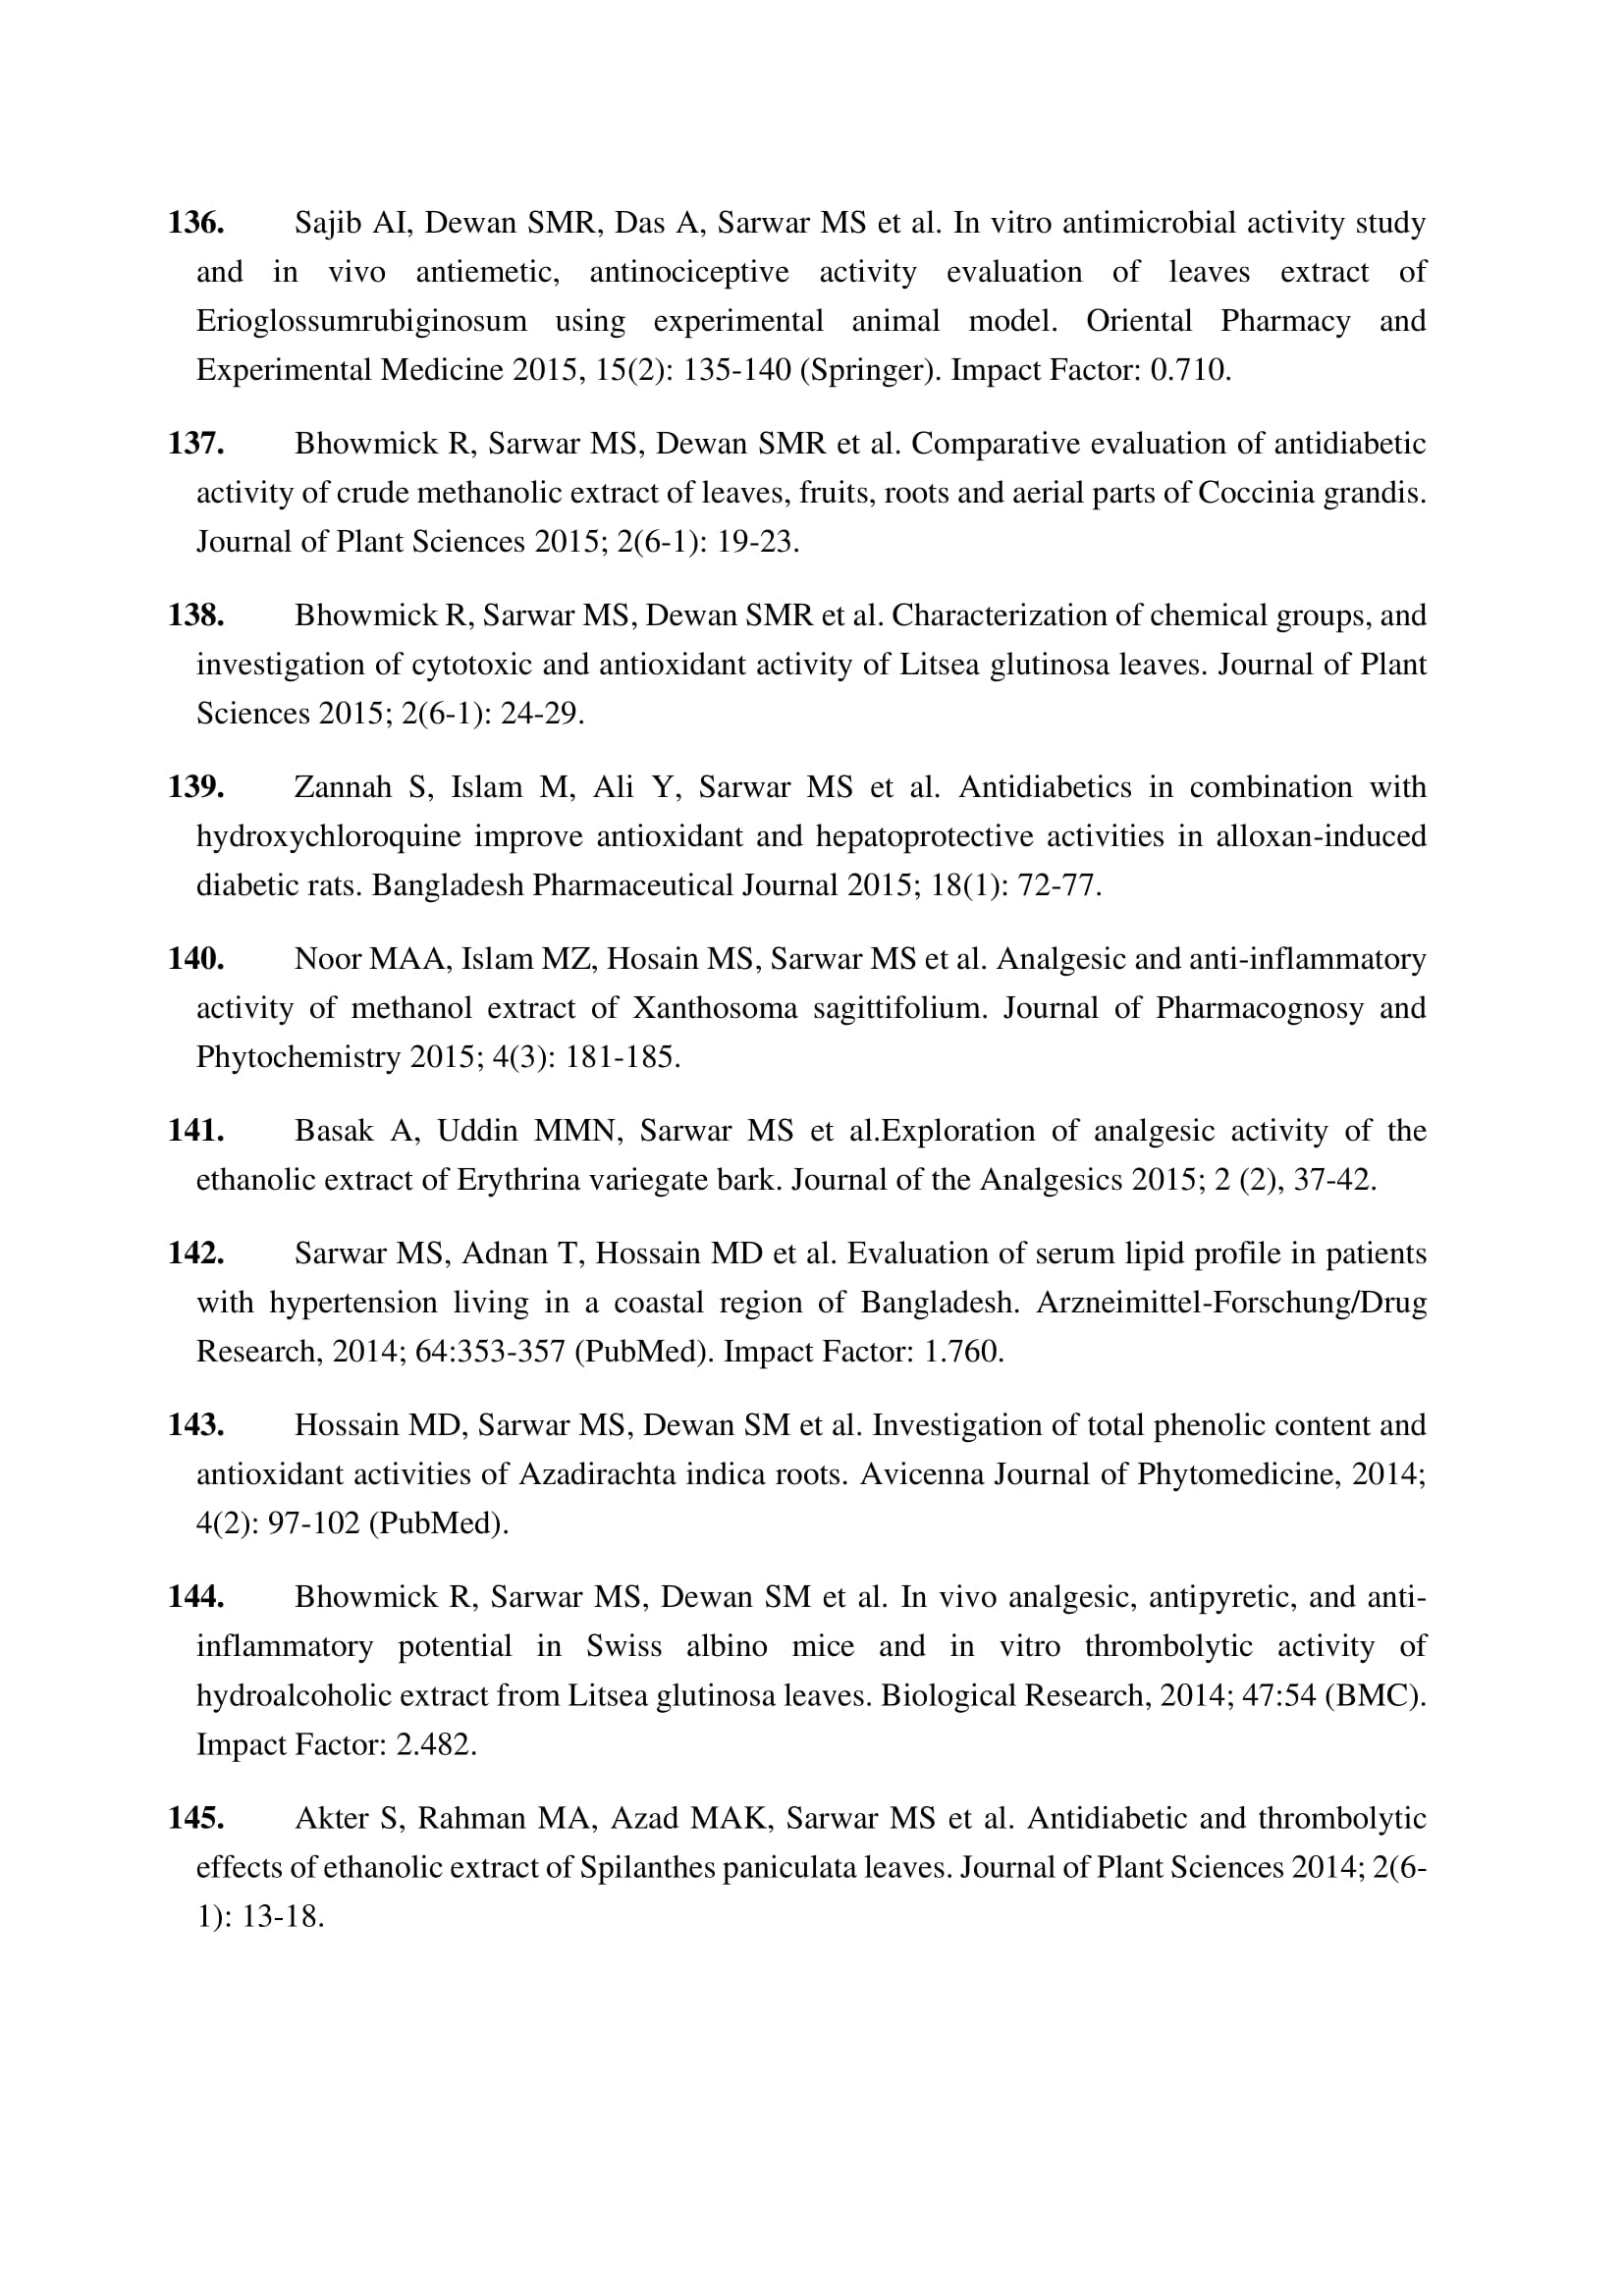 136. Sajib AI, Dewan SMR, Das A, Sarwar MS et al. In vitro antimicrobial activity study
and in vivo antiemetic, antinociceptive activity evaluation of leaves extract of
Erioglossumrubiginosum using experimental animal model. Oriental Pharmacy and
Experimental Medicine 2015, 15(2): 135-140 (Springer). Impact Factor: 0.710.
137. Bhowmick R, Sarwar MS, Dewan SMR et al. Comparative evaluation of antidiabetic
activity of crude methanolic extract of leaves, fruits, roots and aerial parts of Coccinia grandis.
Journal of Plant Sciences 2015; 2(6-1): 19-23.
138. Bhowmick R, Sarwar MS, Dewan SMR et al. Characterization of chemical groups, and
investigation of cytotoxic and antioxidant activity of Litsea glutinosa leaves. Journal of Plant
Sciences 2015; 2(6-1): 24-29.
139. Zannah S, Islam M, Ali Y, Sarwar MS et al. Antidiabetics in combination with
hydroxychloroquine improve antioxidant and hepatoprotective activities in alloxan-induced
diabetic rats. Bangladesh Pharmaceutical Journal 2015; 18(1): 72-77.
140. Noor MAA, Islam MZ, Hosain MS, Sarwar MS et al. Analgesic and anti-inflammatory
activity of methanol extract of Xanthosoma sagittifolium. Journal of Pharmacognosy and
Phytochemistry 2015; 4(3): 181-185.
141. Basak A, Uddin MMN, Sarwar MS et al.Exploration of analgesic activity of the
ethanolic extract of Erythrina variegate bark. Journal of the Analgesics 2015; 2 (2), 37-42.
142. Sarwar MS, Adnan T, Hossain MD et al. Evaluation of serum lipid profile in patients
with hypertension living in a coastal region of Bangladesh. Arzneimittel-Forschung/Drug
Research, 2014; 64:353-357 (PubMed). Impact Factor: 1.760.
143. Hossain MD, Sarwar MS, Dewan SM et al. Investigation of total phenolic content and
antioxidant activities of Azadirachta indica roots. Avicenna Journal of Phytomedicine, 2014;
4(2): 97-102 (PubMed).
144. Bhowmick R, Sarwar MS, Dewan SM et al. In vivo analgesic, antipyretic, and anti-
inflammatory potential in Swiss albino mice and in vitro thrombolytic activity of
hydroalcoholic extract from Litsea glutinosa leaves. Biological Research, 2014; 47:54 (BMC).
Impact Factor: 2.482.
145. Akter S, Rahman MA, Azad MAK, Sarwar MS et al. Antidiabetic and thrombolytic
effects of ethanolic extract of Spilanthes paniculata leaves. Journal of Plant Sciences 2014; 2(6-
1): 13-18.